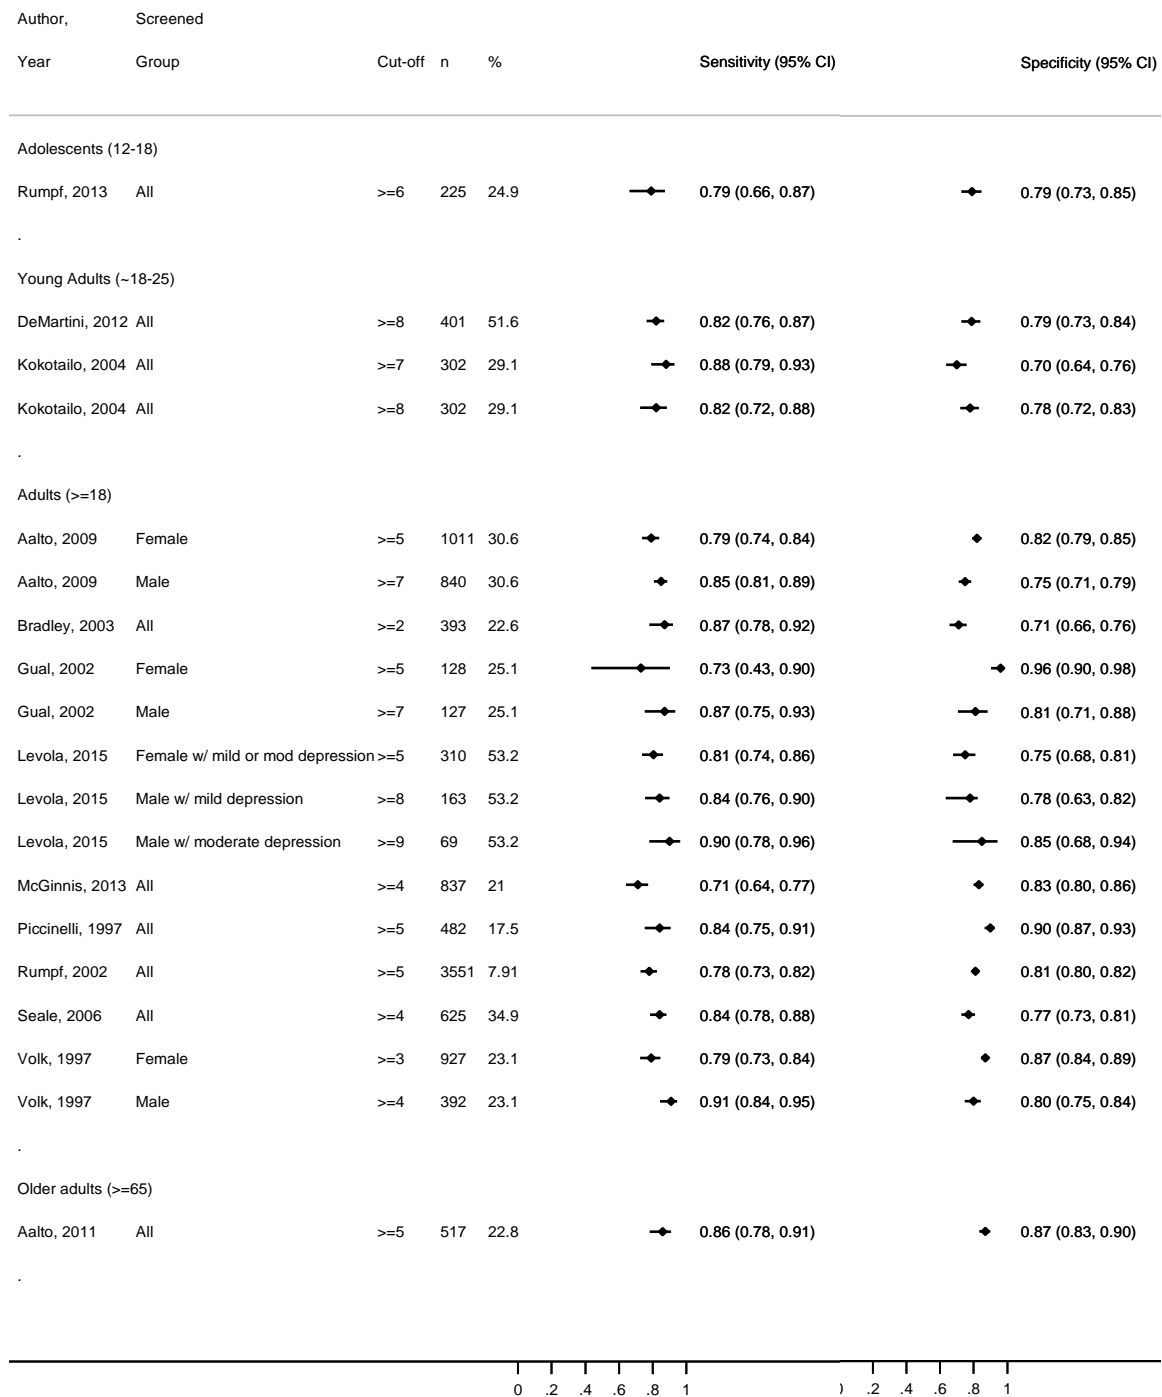 Author, Screened
Year Group Cut-off n % Sensitivity (95% CI) Specificity (95% CI)
Adolescents (12-18)
Rumpf, 2013 All >=6 225 24.9 0.79 (0.66, 0.87) 0.79 (0.73, 0.85)
.
Young Adults (~18-25)
DeMartini, 2012 All >=8 401 51.6 0.82 (0.76, 0.87) 0.79 (0.73, 0.84)
Kokotailo, 2004 All >=7 302 29.1 0.88 (0.79, 0.93) 0.70 (0.64, 0.76)
Kokotailo, 2004 All >=8 302 29.1 0.82 (0.72, 0.88) 0.78 (0.72, 0.83)
.
Adults (>=18)
Aalto, 2009 Female >=5 1011 30.6 0.79 (0.74, 0.84) 0.82 (0.79, 0.85)
Aalto, 2009 Male >=7 840 30.6 0.85 (0.81, 0.89) 0.75 (0.71, 0.79)
Bradley, 2003 All >=2 393 22.6 0.87 (0.78, 0.92) 0.71 (0.66, 0.76)
Gual, 2002 Female >=5 128 25.1 0.73 (0.43, 0.90) 0.96 (0.90, 0.98)
Gual, 2002 Male >=7 127 25.1 0.87 (0.75, 0.93) 0.81 (0.71, 0.88)
Levola, 2015 Female w/ mild or mod depression >=5 310 53.2 0.81 (0.74, 0.86) 0.75 (0.68, 0.81)
Levola, 2015 Male w/ mild depression >=8 163 53.2 0.84 (0.76, 0.90) 0.78 (0.63, 0.82)
Levola, 2015 Male w/ moderate depression >=9 69 53.2 0.90 (0.78, 0.96) 0.85 (0.68, 0.94)
McGinnis, 2013 All >=4 837 21 0.71 (0.64, 0.77) 0.83 (0.80, 0.86)
Piccinelli, 1997 All >=5 482 17.5 0.84 (0.75, 0.91) 0.90 (0.87, 0.93)
Rumpf, 2002 All >=5 3551 7.91 0.78 (0.73, 0.82) 0.81 (0.80, 0.82)
Seale, 2006 All >=4 625 34.9 0.84 (0.78, 0.88) 0.77 (0.73, 0.81)
Volk, 1997 Female >=3 927 23.1 0.79 (0.73, 0.84) 0.87 (0.84, 0.89)
Volk, 1997 Male >=4 392 23.1 0.91 (0.84, 0.95) 0.80 (0.75, 0.84)
.
Older adults (>=65)
Aalto, 2011 All >=5 517 22.8 0.86 (0.78, 0.91) 0.87 (0.83, 0.90)
.
0 .2 .4 .6 .8 1 .2 .4 .6 .8 1